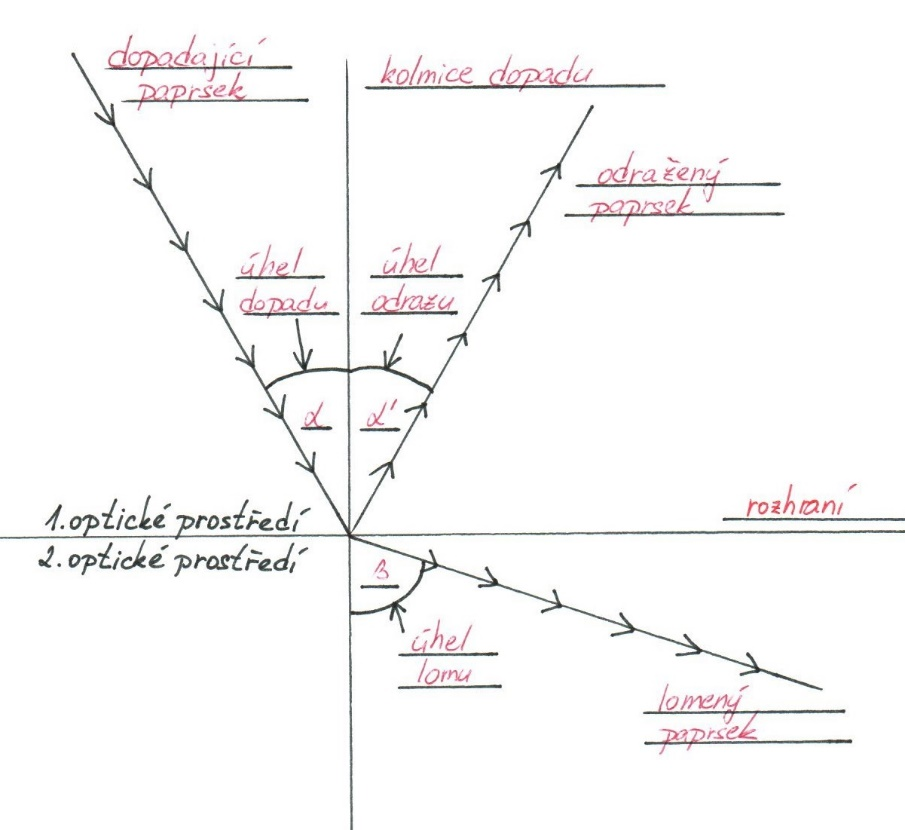 dopadající
paprsek
kolmice dopadu
odražený
paprsek
úhel
dopadu
úhel
odrazu
α
α'
1. optické prostředí
rozhraní
2. optické prostředí
β
úhel
lomu
lomený
paprsek